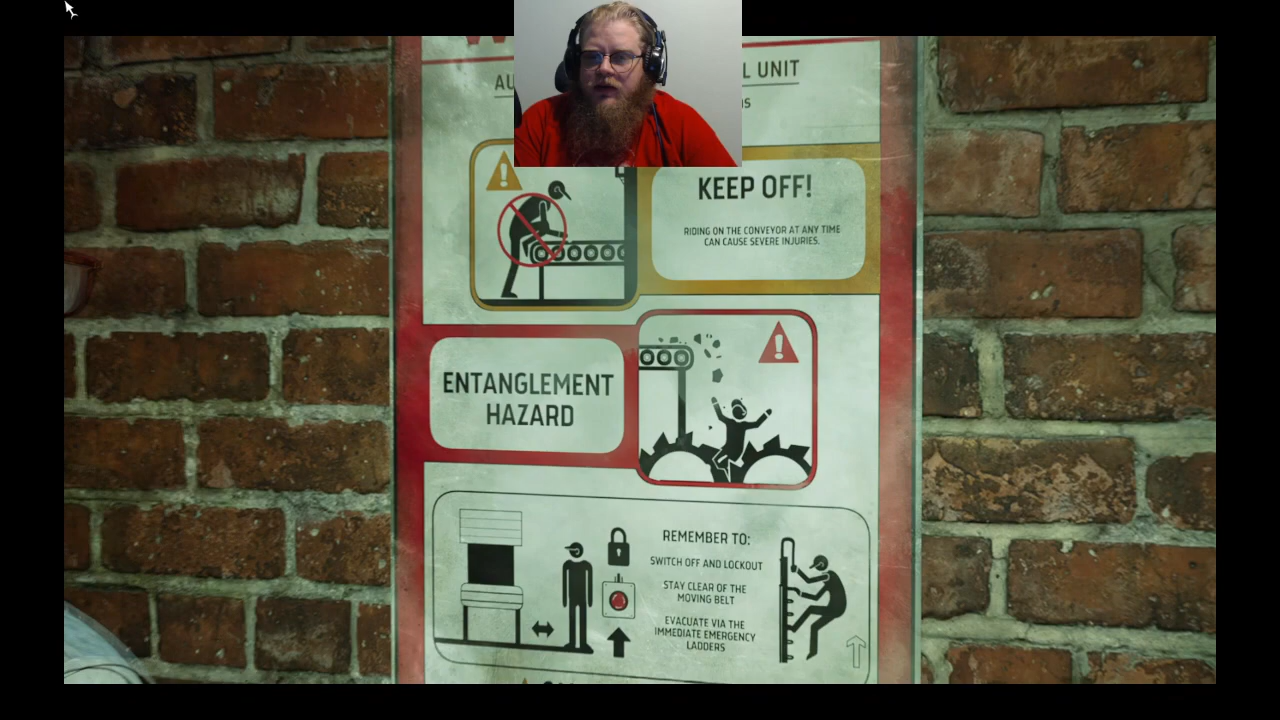 L UNIT
KEEP OFF!
RIDING ON THE CONVEYOR AT ANY TIME
CAN CAUSE SEVERE INJURIES.
ENTANGLEMENT
HAZARD
REMEMBER TO:
SWITCH OFF AND LOCKOUT
STAY CLEAR OF THE
MOVING BELT
EVACUATE VIA THE
IMMEDIATE EMERGENCY
LADDERS